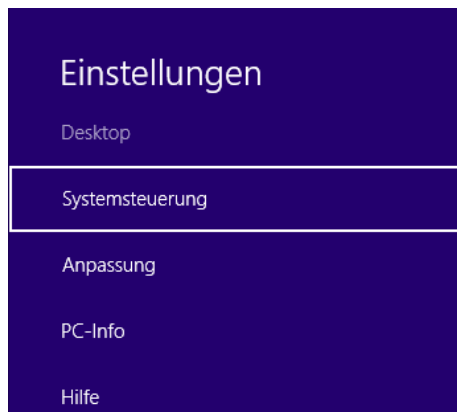 Einstellungen
Desktop
Systemsteuerung
Anpassung
PC-Info
Hilfe